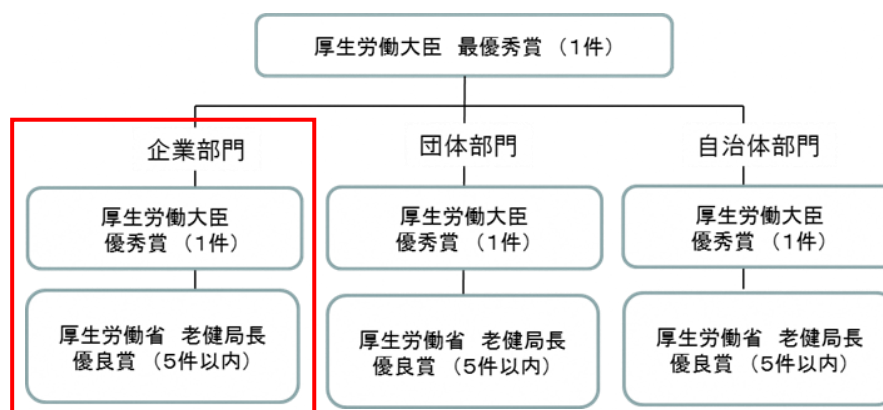 厚生労働大臣 最優秀賞 （1件）
企業部門
団体部門
自治体部門
厚生労働大臣
優秀賞 （1件）
厚生労働大臣
優秀賞 （1件）
厚生労働大臣
優秀賞 （1件）
厚生労働省 老健局長
優良賞 （5件以内）
厚生労働省 老健局長
優良賞 （5件以内）
厚生労働省 老健局長
優良賞 （5件以内）